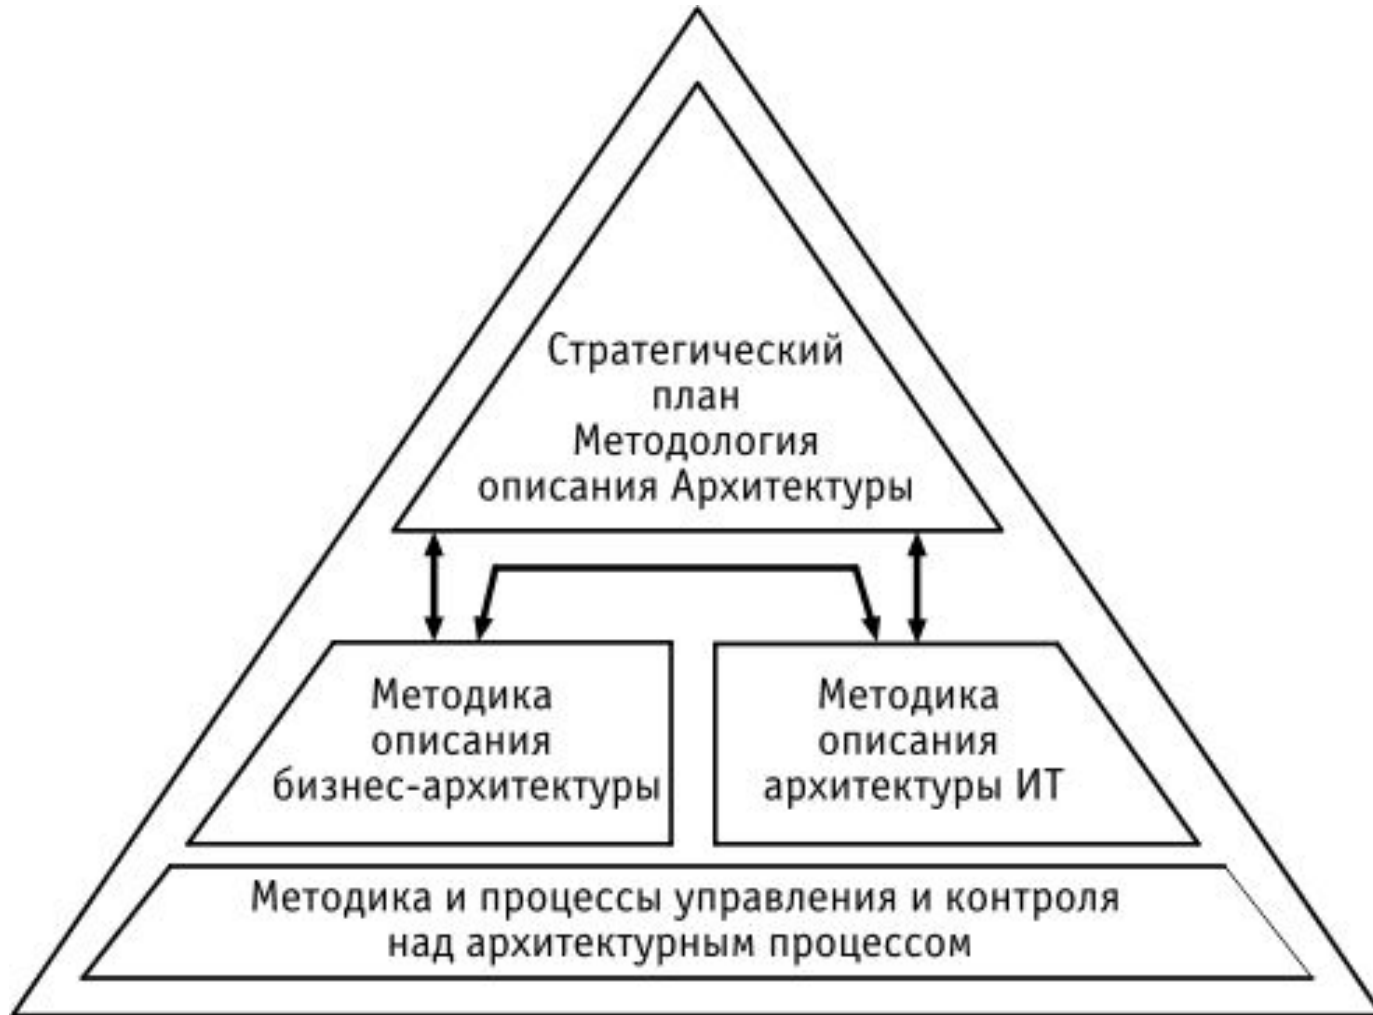 Стратегический
план
Методология
описания Архитектуры
Методика
описания
бизнес-архитектуры
Методика
описания
архитектуры ИТ
Методика и процессы управления и контроля
над архитектурным процессом